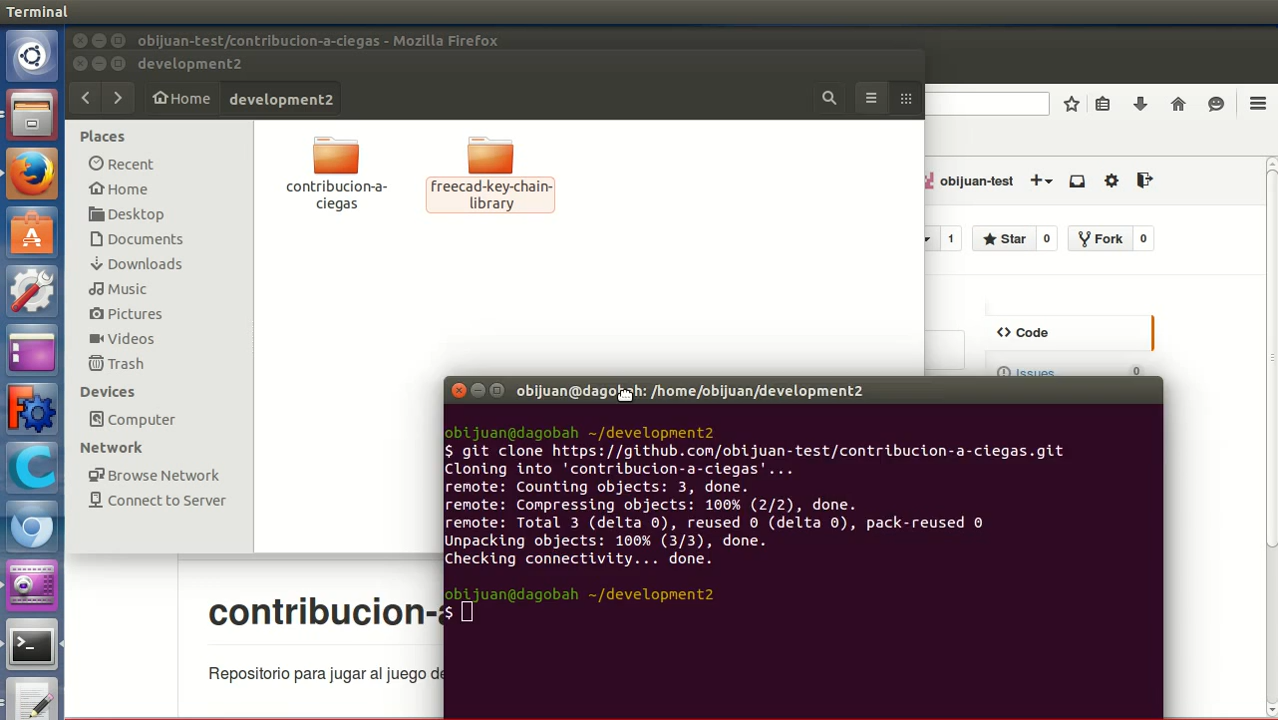 Terminal
obijuan-test/contribucion-a-ciegas - Mozilla Firefox
development2
Home
development2
Places
Recent
Home
Desktop
Documents
Downloads
Music
Pictures
Videos
Trash
Devices
Computer
Network
Browse Network
Connect to Server
contribucion-a-
ciegas
freecad-key-chain-
library
obijuan-test
1
Star
0
Fork
0
Code
Issues
0
obijuan@dagobah: /home/obijuan/development2
obijuan@dagobah ~/development2
$ git clone https://github.com/obijuan-test/contribucion-a-ciegas.git
Cloning into 'contribucion-a-ciegas'...
remote: Counting objects: 3, done.
remote: Compressing objects: 100% (2/2), done.
remote: Total 3 (delta 0), reused 0 (delta 0), pack-reused 0
Unpacking objects: 100% (3/3), done.
Checking connectivity... done.
obijuan@dagobah ~/development2
$
contribucion-a
Repositorio para jugar al juego de